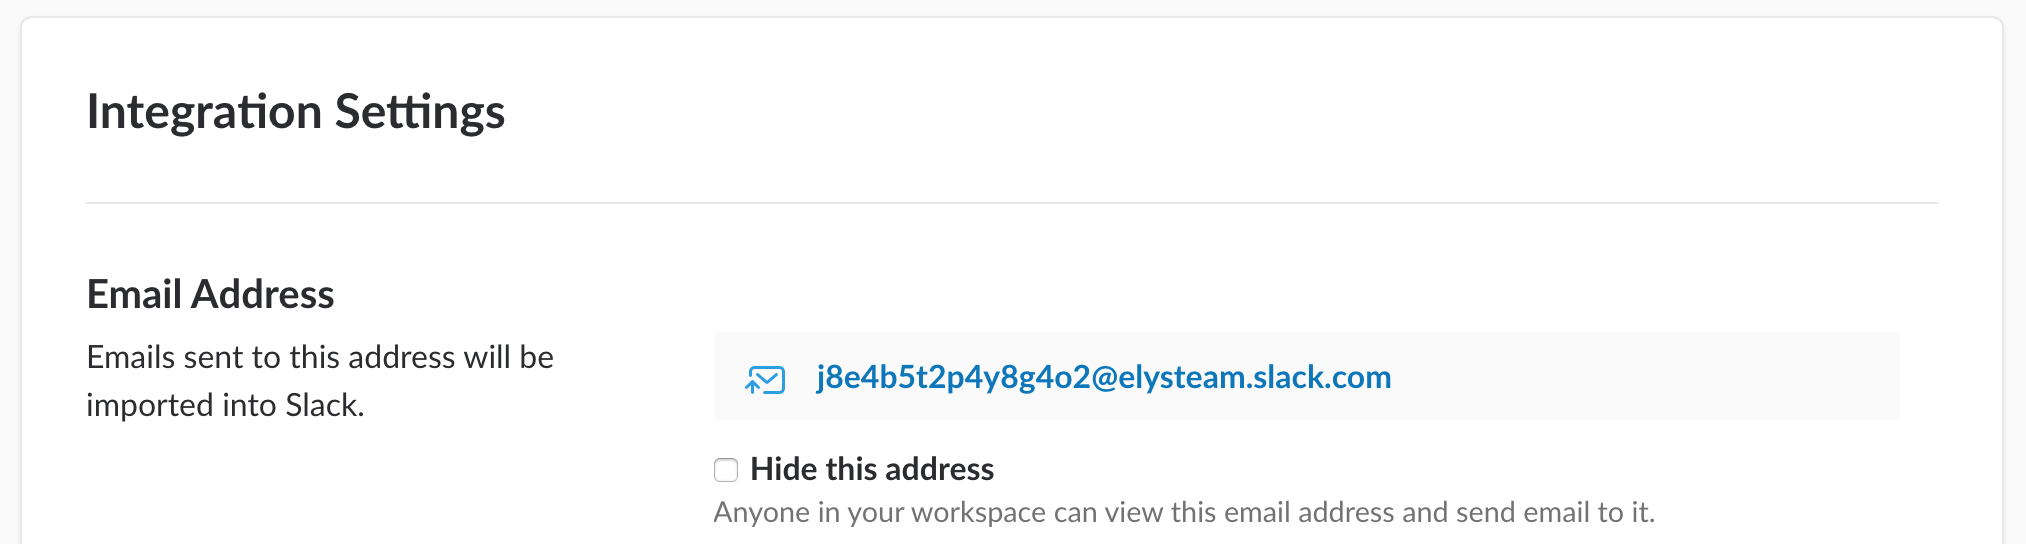 Integration Settings
Email Address
Emails sent to this address will be
imported into Slack.
j8e4b5t2p4y8g4o2@elysteam.slack.com
Hide this address
Anyone in your workspace can view this email address and send email to it.